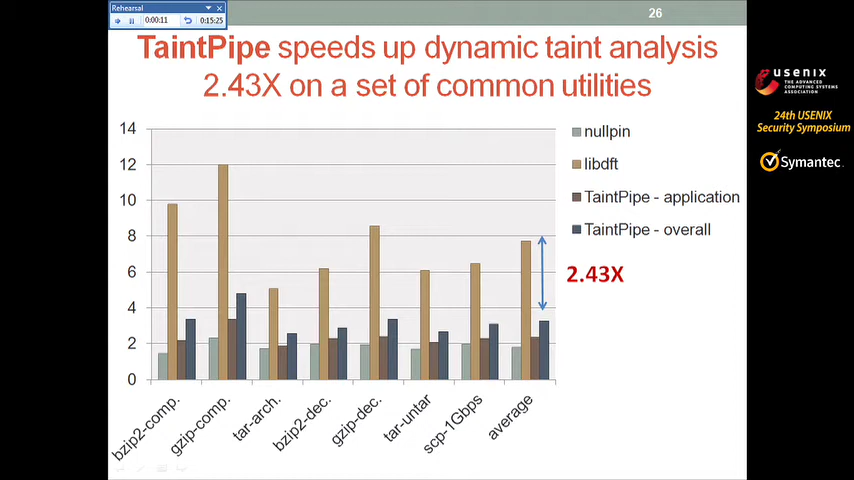 Rehearsal
0:00:11
0:15:25
26
TaintPipe speeds up dynamic taint analysis
2.43X on a set of common utilities
usenix
THE ADVANCED
COMPUTING SYSTEMS
ASSOCIATION
24th USENIX
Security Symposium
Symantec.
14
12
10
8
6
4
2
0
nullpin
libdft
TaintPipe - application
TaintPipe - overall
2.43X
bzip2-comp.
gzip-comp.
tar-arch.
bzip2-dec.
gzip-dec.
tar-untar
scp-1Gbps
average